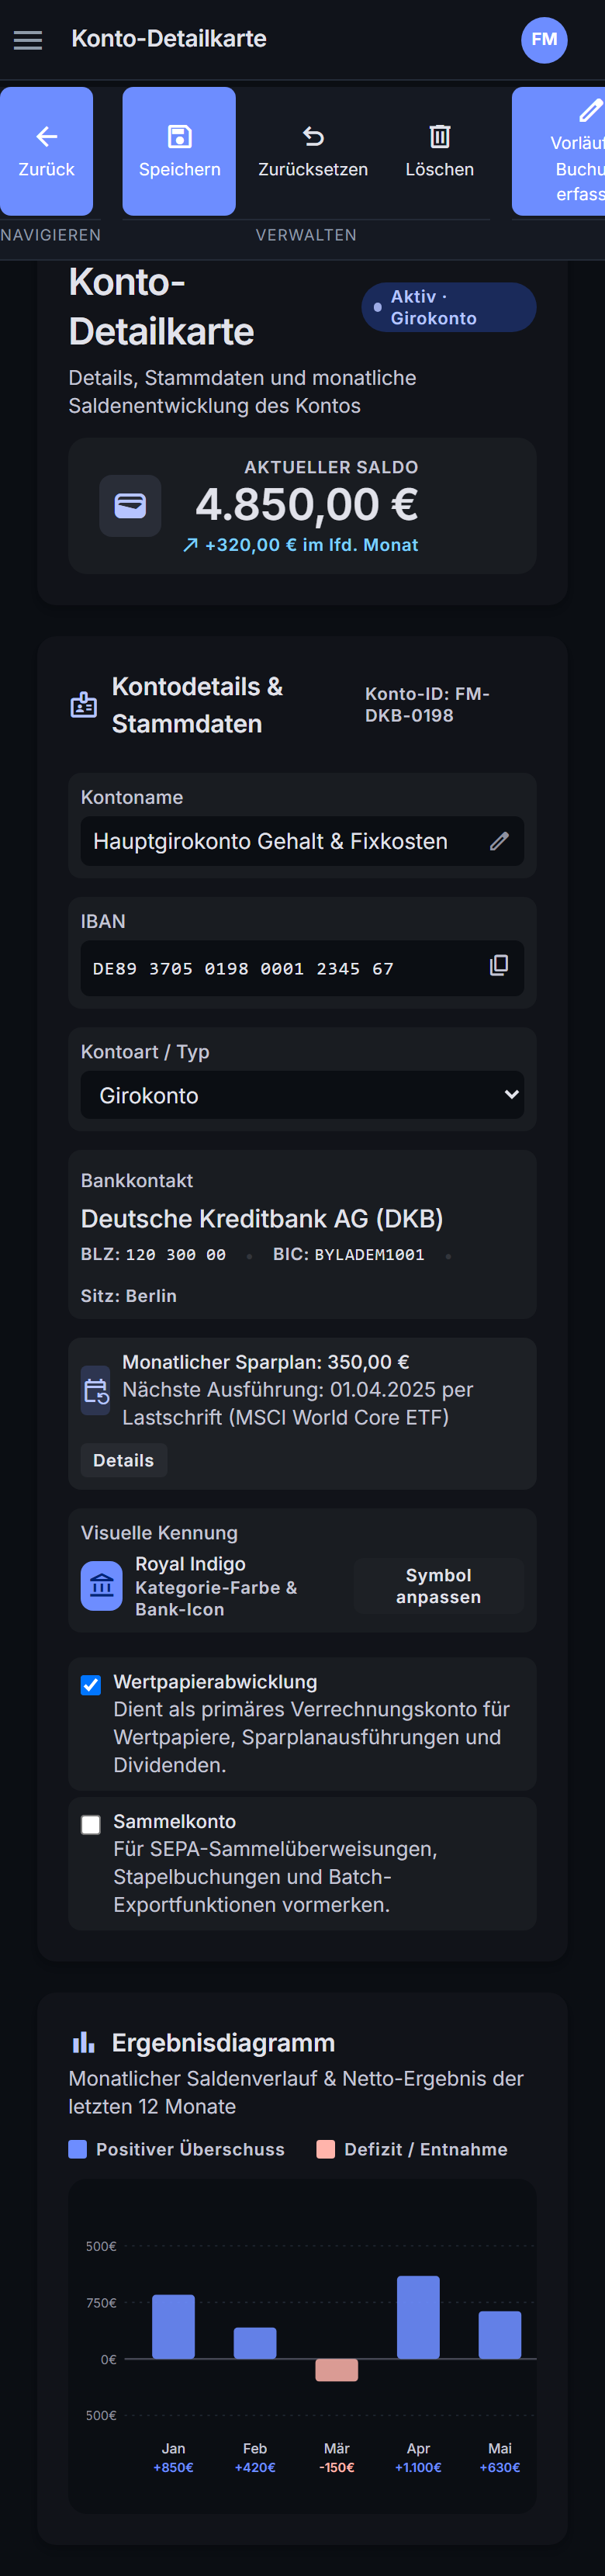 Konto-Detailkarte
FM
Zurück
Speichern
Zurücksetzen
Löschen
Vorläuf
Buchu
erfass
NAVIGIEREN
VERWALTEN
Konto-
Detailkarte
Aktiv ·
Girokonto
Details, Stammdaten und monatliche
Saldenentwicklung des Kontos
AKTUELLER SALDO
4.850,00 €
+320,00 € im lfd. Monat
Kontodetails &
Stammdaten
Konto-ID: FM-
DKB-0198
Kontoname
Hauptgirokonto Gehalt & Fixkosten
IBAN
DE89 3705 0198 0001 2345 67
Kontoart / Typ
Girokonto
Bankkontakt
Deutsche Kreditbank AG (DKB)
BLZ: 120 300 00 • BIC: BYLADEM1001 •
Sitz: Berlin
Monatlicher Sparplan: 350,00 €
Nächste Ausführung: 01.04.2025 per
Lastschrift (MSCI World Core ETF)
Details
Visuelle Kennung
Royal Indigo
Kategorie-Farbe &
Bank-Icon
Symbol
anpassen
Wertpapierabwicklung
Dient als primäres Verrechnungskonto für
Wertpapiere, Sparplanausführungen und
Dividenden.
Sammelkonto
Für SEPA-Sammelüberweisungen,
Stapelbuchungen und Batch-
Exportfunktionen vormerken.
Ergebnisdiagramm
Monatlicher Saldenverlauf & Netto-Ergebnis der
letzten 12 Monate
Positiver Überschuss
Defizit / Entnahme
500€
750€
0€
500€
Jan
Feb
Mär
Apr
Mai
+850€
+420€
-150€
+1.100€
+630€